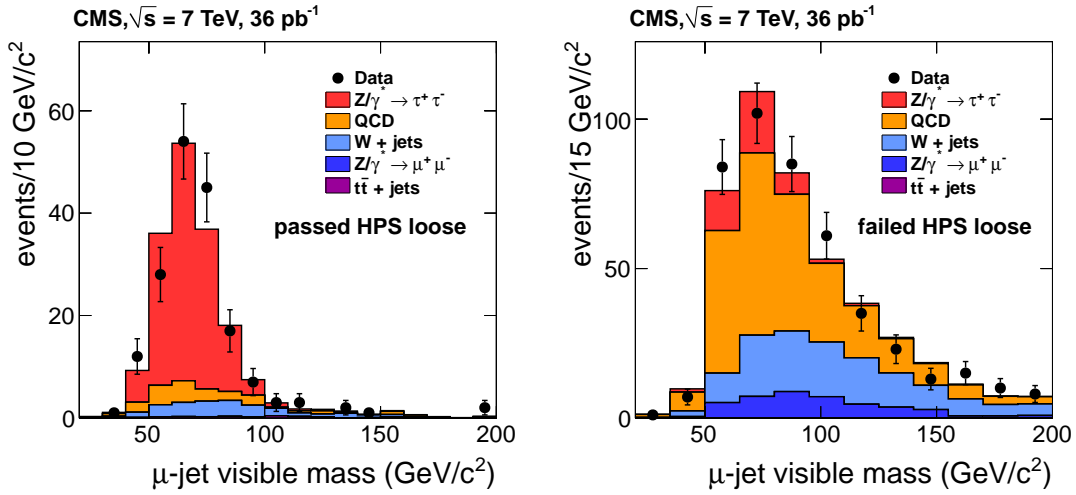 CMS, √s = 7 TeV, 36 pb⁻¹
events/10 GeV/c²
60
40
20
0
Data
Z/γ* → τ⁺ τ⁻
QCD
W + jets
Z/γ* → μ⁺ μ⁻
tt̄ + jets
passed HPS loose
50
100
150
200
μ-jet visible mass (GeV/c²)
CMS, √s = 7 TeV, 36 pb⁻¹
events/15 GeV/c²
100
50
0
Data
Z/γ* → τ⁺ τ⁻
QCD
W + jets
Z/γ* → μ⁺ μ⁻
tt̄ + jets
failed HPS loose
50
100
150
200
μ-jet visible mass (GeV/c²)